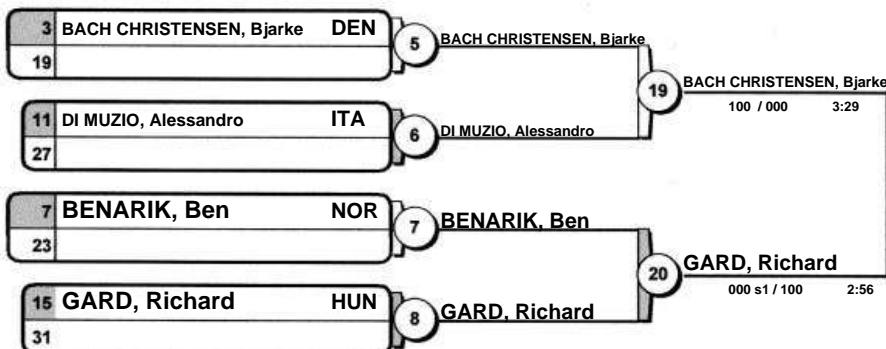 3 BACH CHRISTENSEN, Bjarke DEN
19
5
BACH CHRISTENSEN, Bjarke
11 DI MUZIO, Alessandro ITA
27
6
DI MUZIO, Alessandro
19
BACH CHRISTENSEN, Bjarke
100 / 000 3:29
7 BENARIK, Ben NOR
23
7
BENARIK, Ben
15 GARD, Richard HUN
31
8
GARD, Richard
20
GARD, Richard
000 s1 / 100 2:56